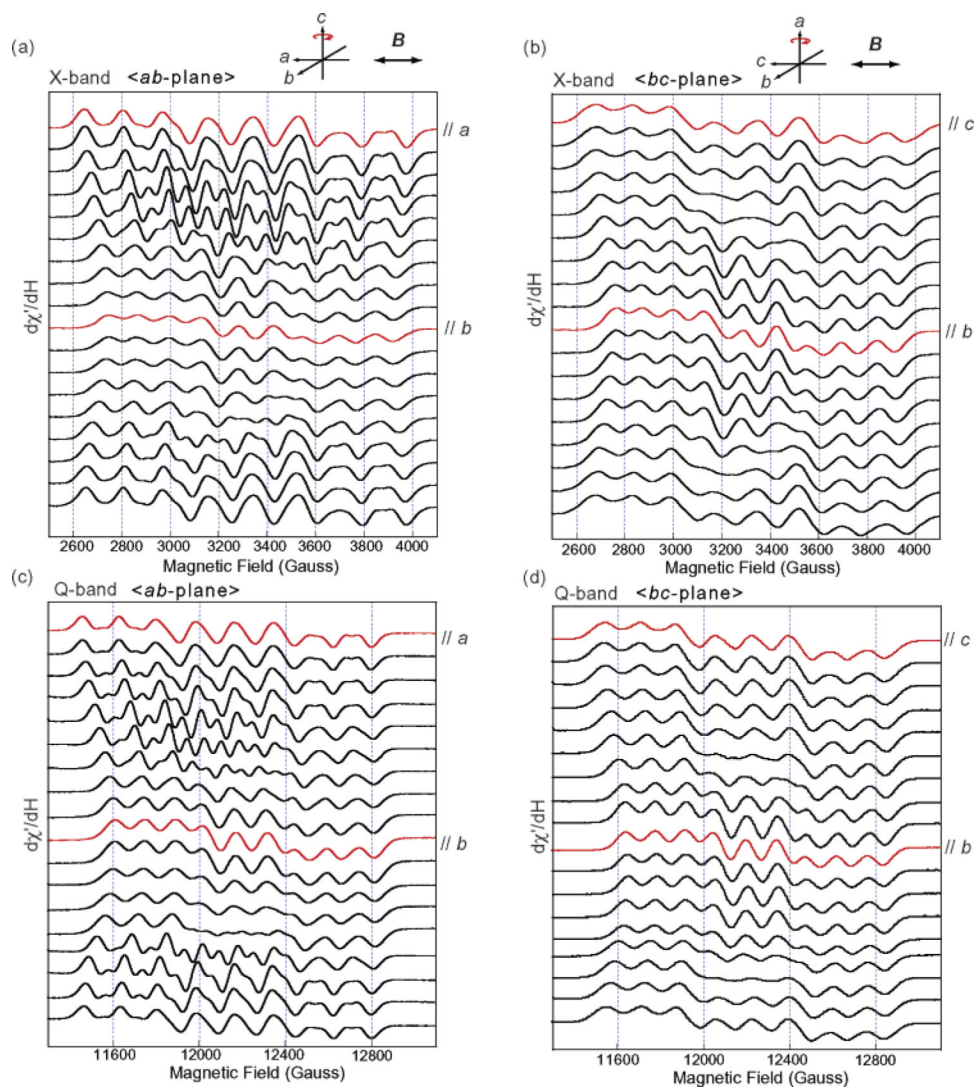 (a)
c
a
b
B
X-band <ab-plane>
// a
// b
dχ'/dH
2600 2800 3000 3200 3400 3600 3800 4000
Magnetic Field (Gauss)
(b)
a
c
b
B
X-band <bc-plane>
// c
// b
dχ'/dH
2600 2800 3000 3200 3400 3600 3800 4000
Magnetic Field (Gauss)
(c)
Q-band <ab-plane>
// a
// b
dχ'/dH
11600 12000 12400 12800
Magnetic Field (Gauss)
(d)
Q-band <bc-plane>
// c
// b
dχ'/dH
11600 12000 12400 12800
Magnetic Field (Gauss)